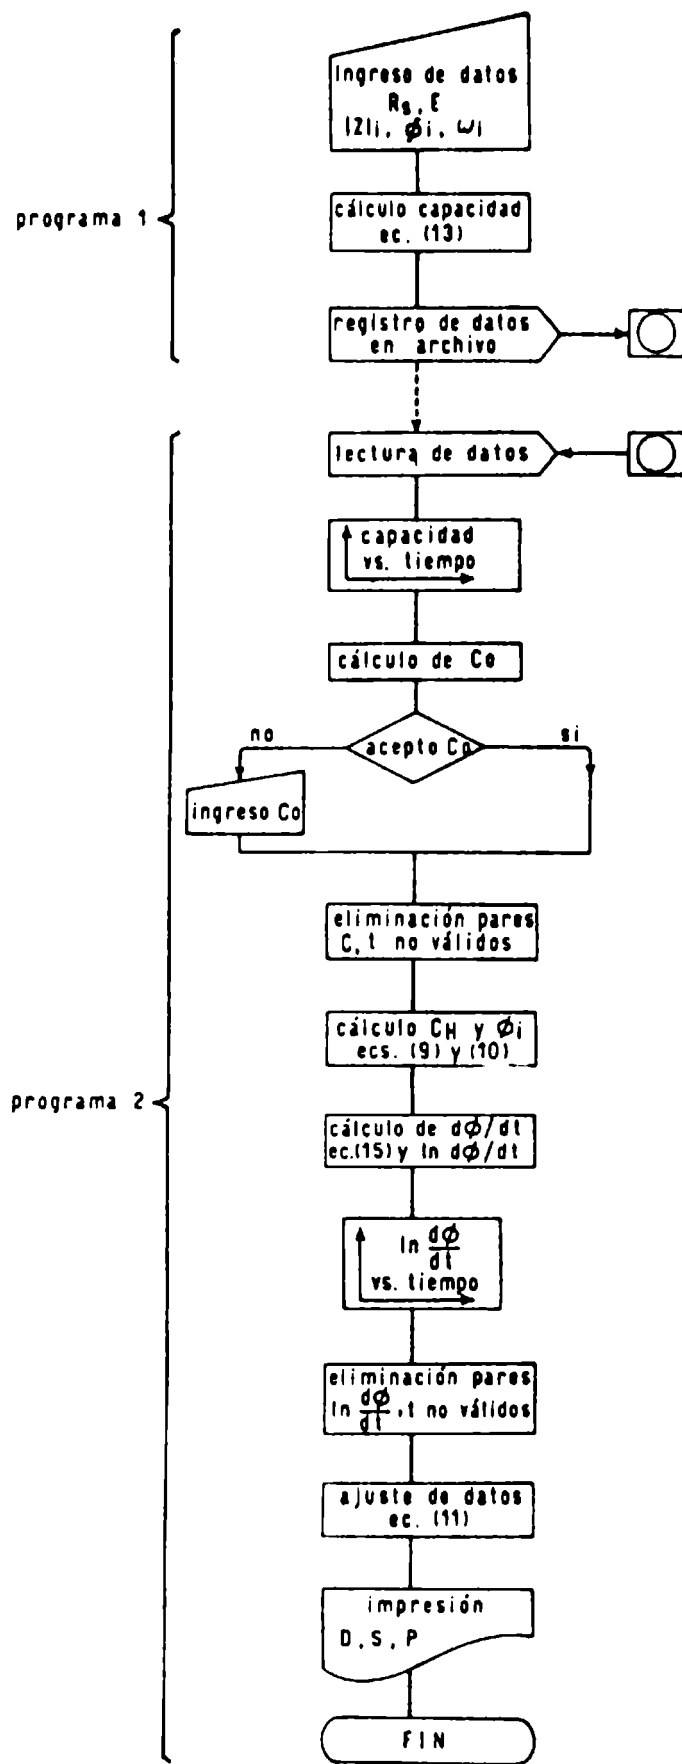 Ingreso de datos
Rs, E
|Z|i, ϕi, ωi
programa 1
cálculo capacidad
ec. (13)
registro de datos
en archivo
lectura de datos
capacidad
vs. tiempo
cálculo de Co
no
acepto Co
si
ingreso Co
eliminación pares
C, t no válidos
cálculo CH y ϕi
ecs. (9) y (10)
programa 2
cálculo de dϕ/dt
ec.(15) y ln dϕ/dt
ln dϕ/dt
vs. tiempo
eliminación pares
ln dϕ/dt, t no válidos
ajuste de datos
ec. (11)
impresión
D, S, P
FIN